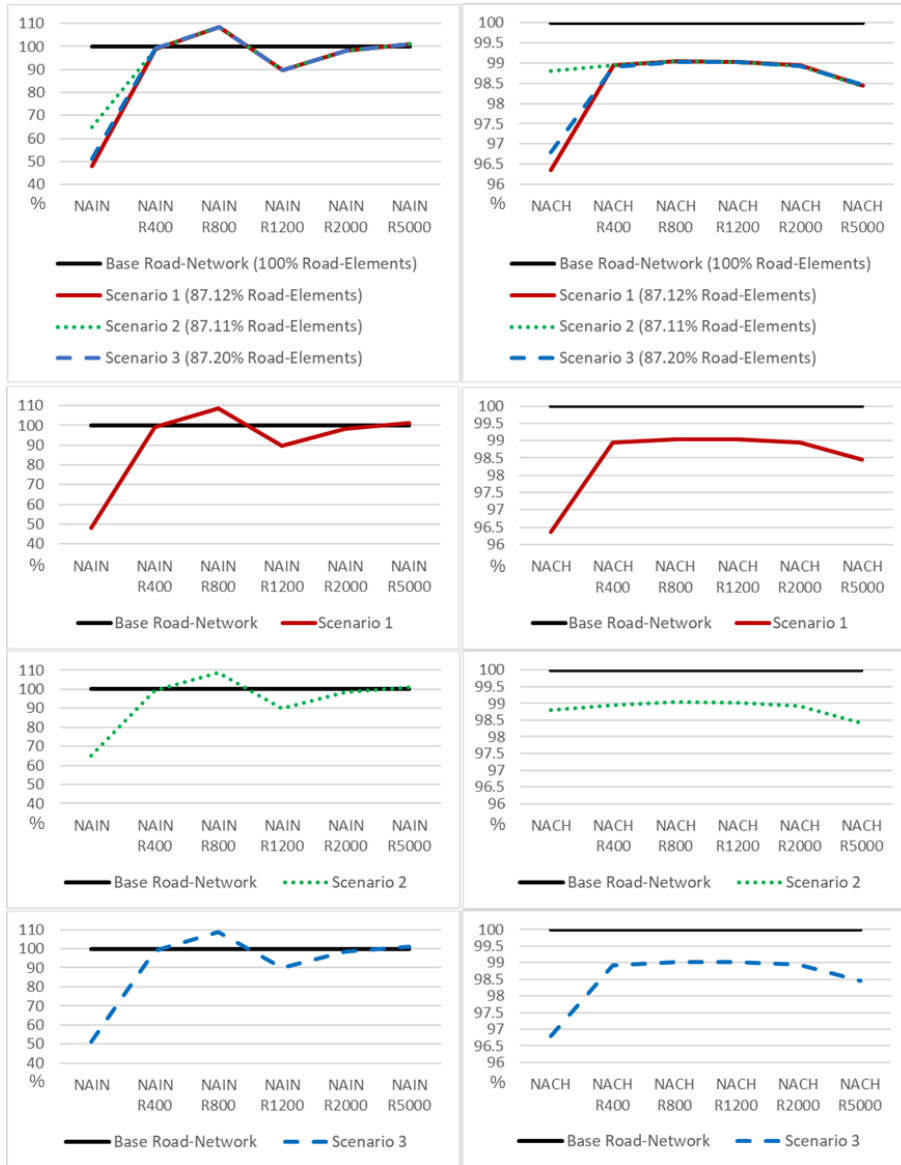 110
100
90
80
70
60
50
40
%
NAIN
NAIN
R400
NAIN
R800
NAIN
R1200
NAIN
R2000
NAIN
R5000
Base Road-Network (100% Road-Elements)
Scenario 1 (87.12% Road-Elements)
Scenario 2 (87.11% Road-Elements)
Scenario 3 (87.20% Road-Elements)
100
99.5
99
98.5
98
97.5
97
96.5
96
%
NACH
NACH
R400
NACH
R800
NACH
R1200
NACH
R2000
NACH
R5000
Base Road-Network (100% Road-Elements)
Scenario 1 (87.12% Road-Elements)
Scenario 2 (87.11% Road-Elements)
Scenario 3 (87.20% Road-Elements)
110
100
90
80
70
60
50
40
%
NAIN
NAIN
R400
NAIN
R800
NAIN
R1200
NAIN
R2000
NAIN
R5000
Base Road-Network
Scenario 1
100
99.5
99
98.5
98
97.5
97
96.5
96
%
NACH
NACH
R400
NACH
R800
NACH
R1200
NACH
R2000
NACH
R5000
Base Road-Network
Scenario 1
110
100
90
80
70
60
50
40
%
NAIN
NAIN
R400
NAIN
R800
NAIN
R1200
NAIN
R2000
NAIN
R5000
Base Road-Network
Scenario 2
100
99.5
99
98.5
98
97.5
97
96.5
96
%
NACH
NACH
R400
NACH
R800
NACH
R1200
NACH
R2000
NACH
R5000
Base Road-Network
Scenario 2
110
100
90
80
70
60
50
40
%
NAIN
NAIN
R400
NAIN
R800
NAIN
R1200
NAIN
R2000
NAIN
R5000
Base Road-Network
Scenario 3
100
99.5
99
98.5
98
97.5
97
96.5
96
%
NACH
NACH
R400
NACH
R800
NACH
R1200
NACH
R2000
NACH
R5000
Base Road-Network
Scenario 3